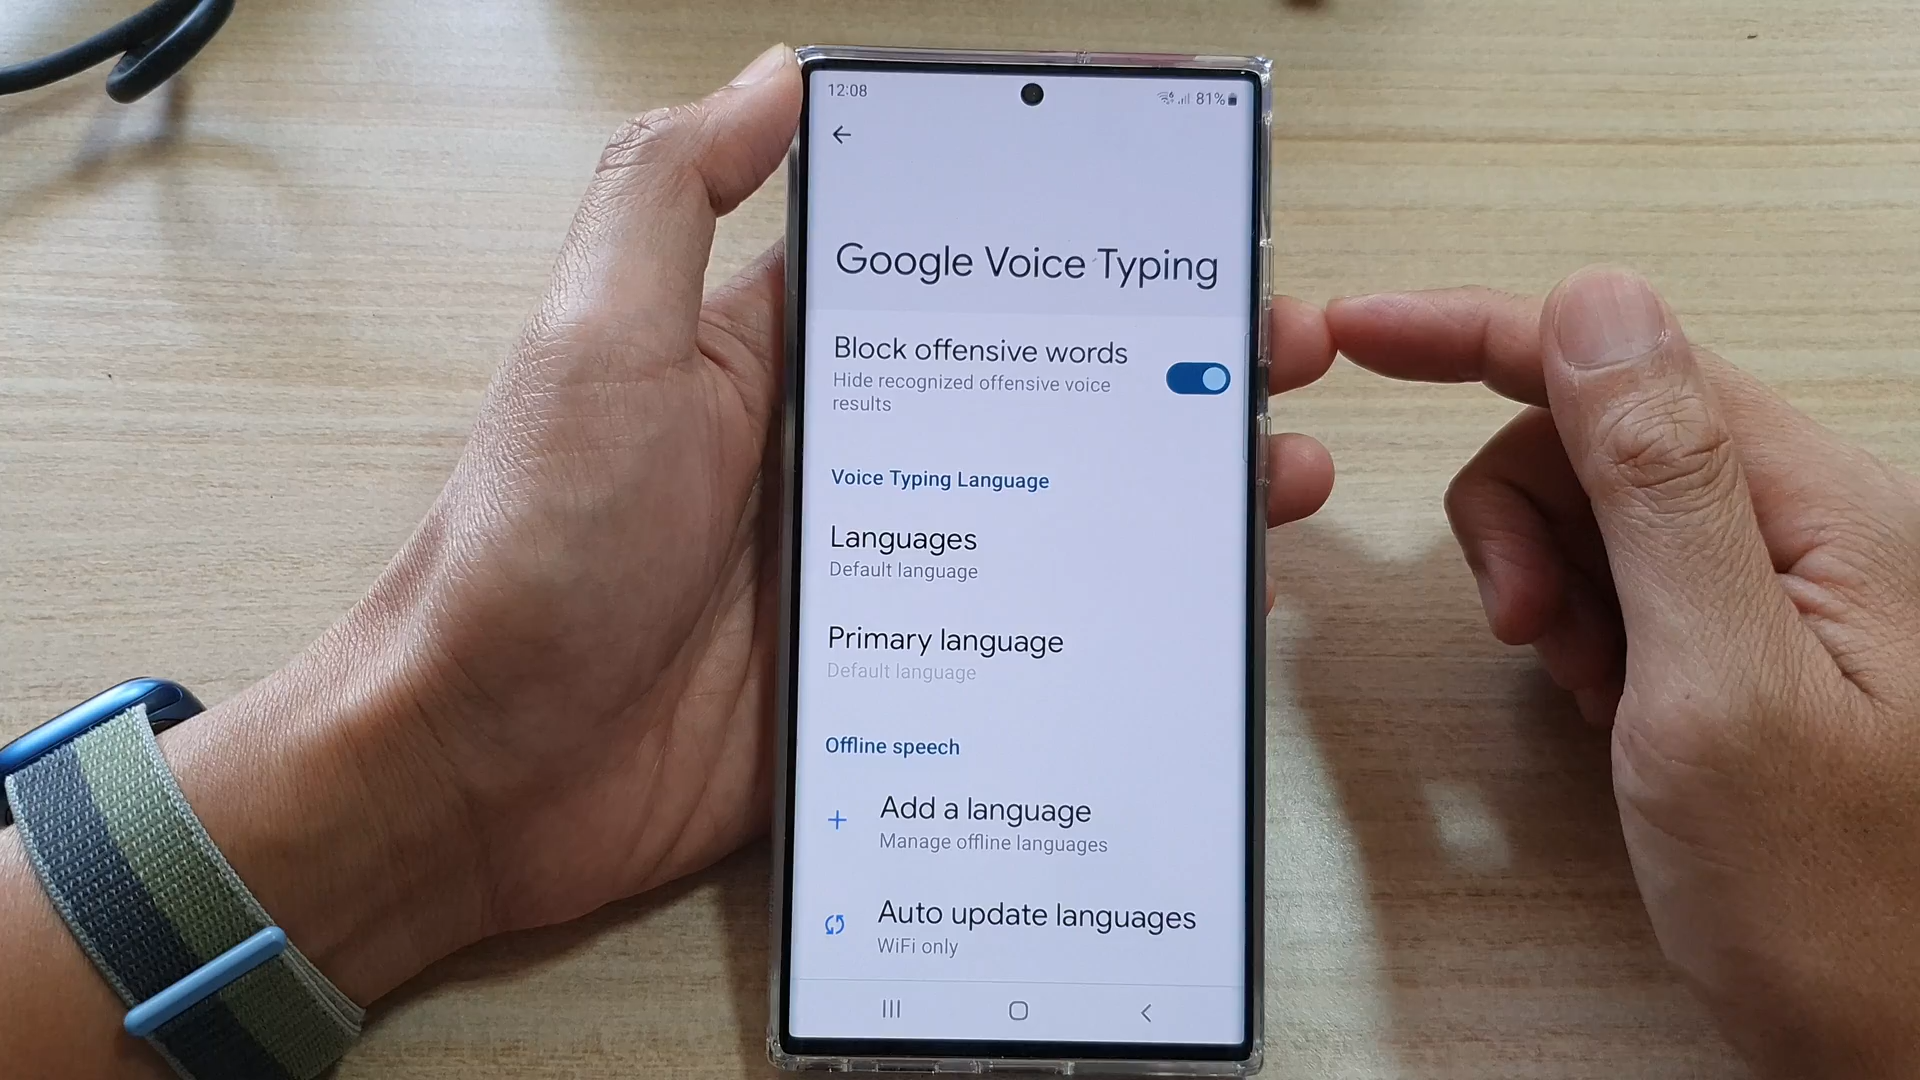 12:08
81%
Google Voice Typing
Block offensive words
Hide recognized offensive voice
results
Voice Typing Language
Languages
Default language
Primary language
Default language
Offline speech
Add a language
Manage offline languages
Auto update languages
WiFi only